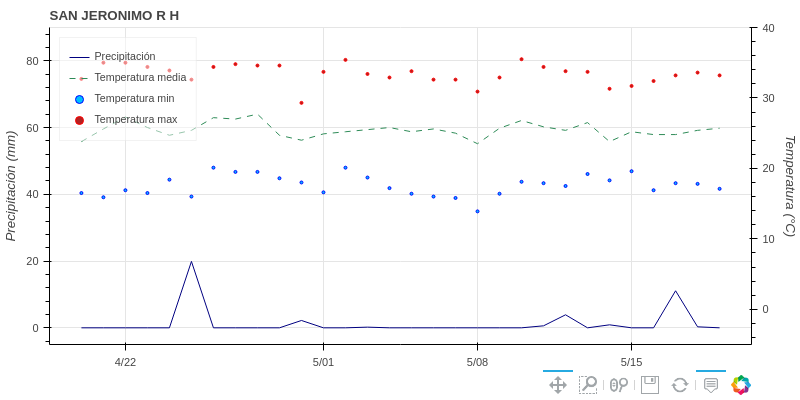 SAN JERONIMO R H
Precipitación
Temperatura media
Temperatura min
Temperatura max
Precipitación (mm)
80
60
40
20
0
Temperatura (°C)
40
30
20
10
0
4/22
5/01
5/08
5/15